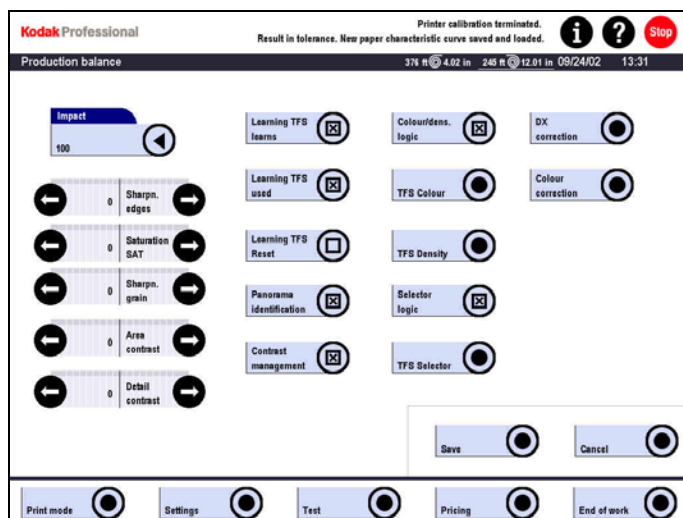 Kodak Professional
Printer calibration terminated.
Result in tolerance. New paper characteristic curve saved and loaded.
i ? Stop
Production balance
376 ft 4.02 in 245 ft 12.01 in 09/24/02 13:31
Impact
100
0 Sharpn.
edges
0 Saturation
SAT
0 Sharpn.
grain
0 Area
contrast
0 Detail
contrast
Learning TFS
learns
Learning TFS
used
Learning TFS
Reset
Panorama
identification
Contrast
management
Colour/dens.
logic
TFS Colour
TFS Density
Selector
logic
TFS Selector
DX
correction
Colour
correction
Save
Cancel
Print mode
Settings
Test
Pricing
End of work